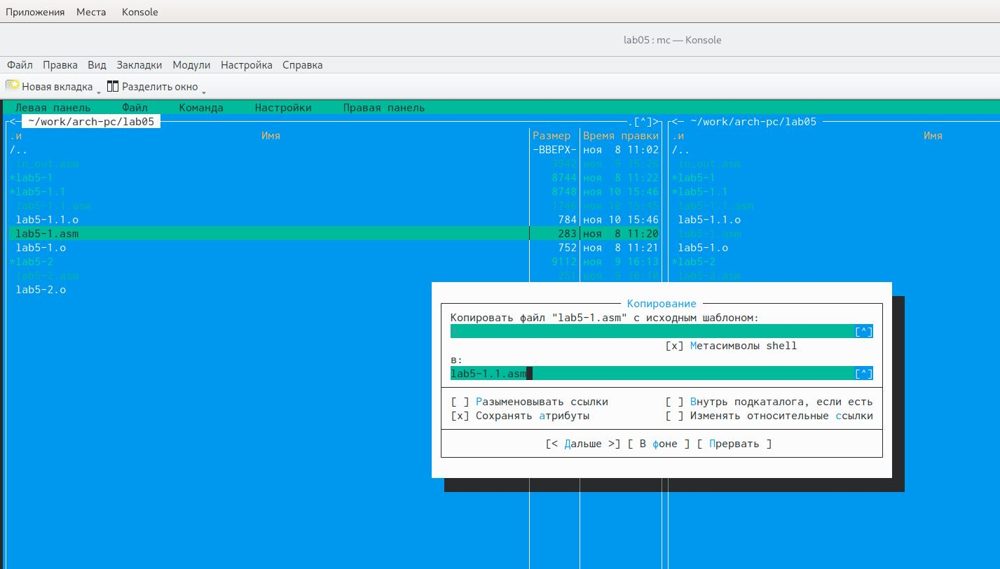 Приложения Места Konsole
lab05 : mc — Konsole
Файл Правка Вид Закладки Модули Настройка Справка
Новая вкладка Разделить окно
Левая панель Файл Команда Настройки Правая панель
<─ ~/work/arch-pc/lab05 .[^]> <─ ~/work/arch-pc/lab05
.и Имя Размер Время правки .и Имя
/.. -ВВЕРХ- ноя 8 11:02 /..
in_out.asm 3942 ноя 9 15:26 in_out.asm
*lab5-1 8744 ноя 8 11:22 *lab5-1
*lab5-1.1 8748 ноя 10 15:46 *lab5-1.1
lab5-1.1.asm 1746 ноя 10 15:45 lab5-1.1.asm
lab5-1.1.o 784 ноя 10 15:46 lab5-1.1.o
lab5-1.asm 283 ноя 8 11:20 lab5-1.asm
lab5-1.o 752 ноя 8 11:21 lab5-1.o
*lab5-2 9112 ноя 9 16:13 *lab5-2
lab5-2.asm 251 ноя 9 16:10 lab5-2.asm
lab5-2.o
Копирование
Копировать файл "lab5-1.asm" с исходным шаблоном:
* [^]
[x] Метасимволы shell
в:
lab5-1.1.asm [^]
[ ] Разыменовывать ссылки [ ] Внутрь подкаталога, если есть
[x] Сохранять атрибуты [ ] Изменять относительные ссылки
[< Дальше >] [ В фоне ] [ Прервать ]